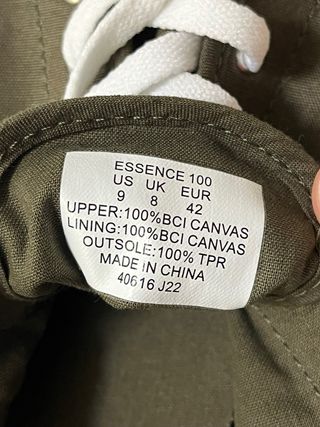 ESSENCE 100
US UK EUR
9 8 42
UPPER:100%BCI CANVAS
LINING:100%BCI CANVAS
OUTSOLE:100% TPR
MADE IN CHINA
40616 J22